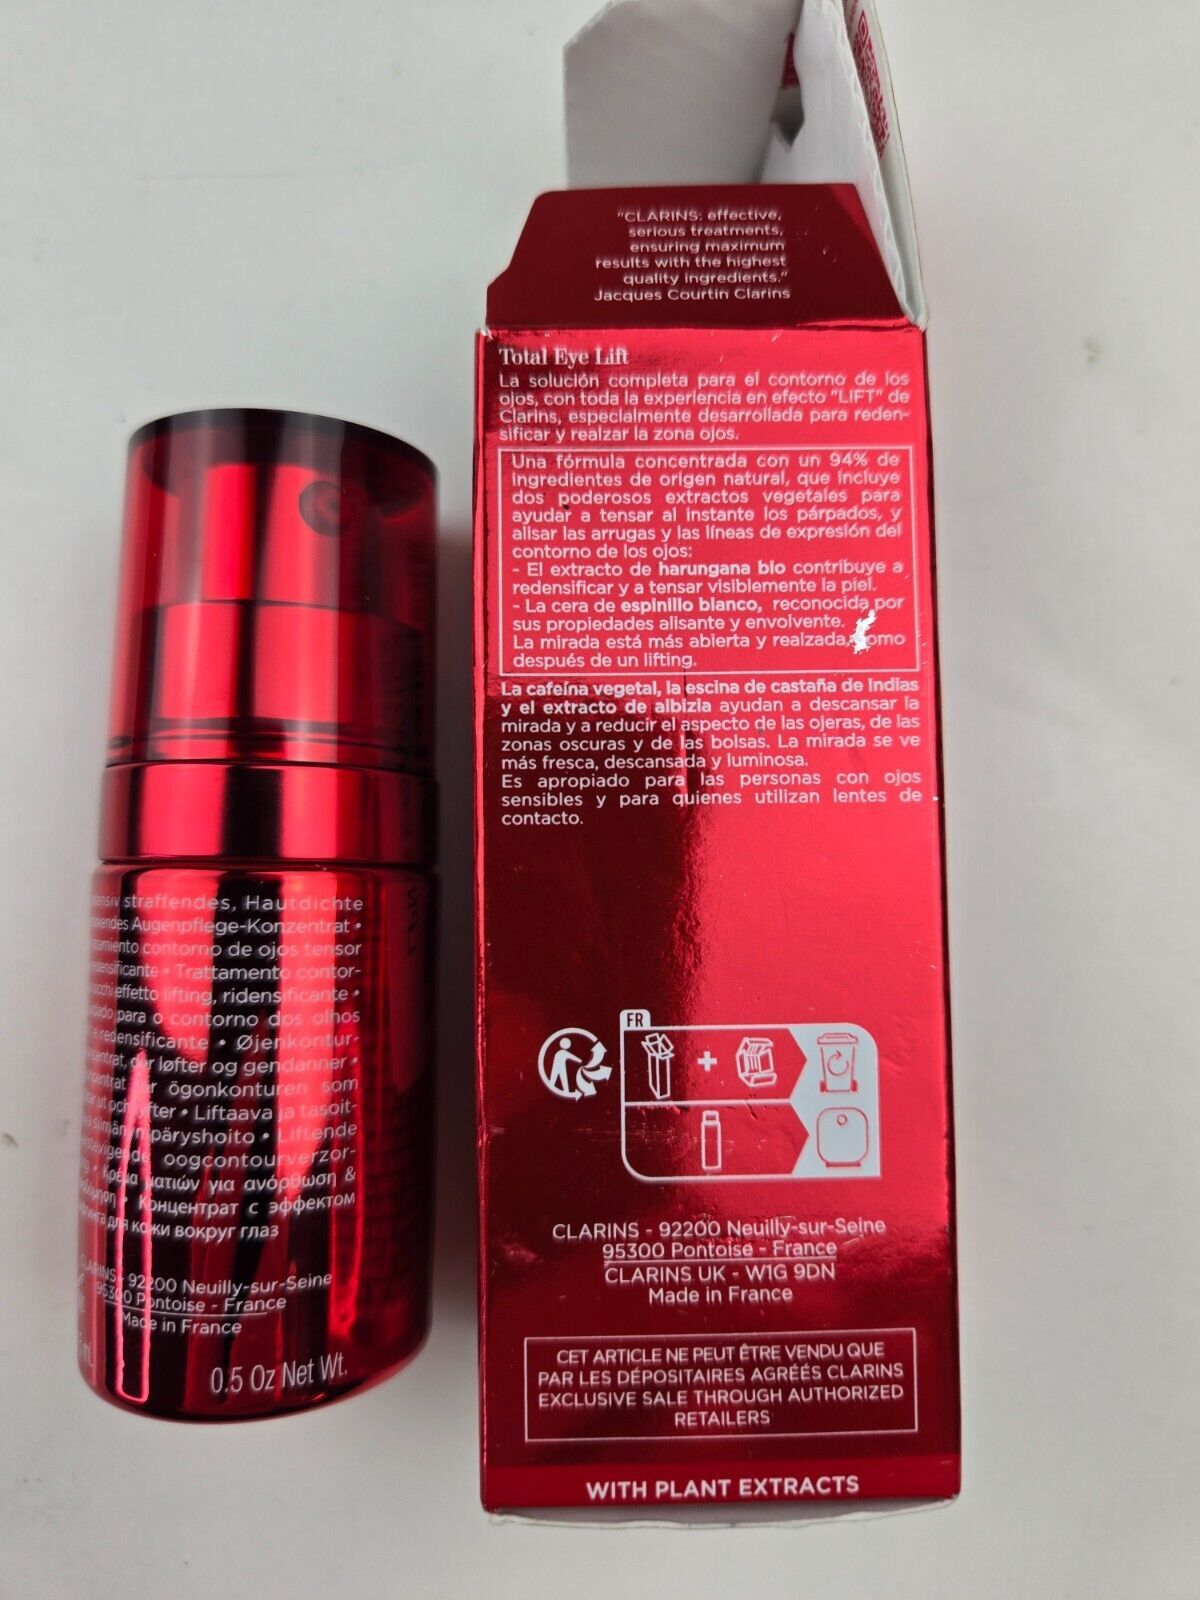 "CLARINS: effective,
serious treatments,
ensuring maximum
results with the highest
quality ingredients."
Jacques Courtin Clarins
Total Eye Lift
La solución completa para el contorno de los
ojos, con toda la experiencia en efecto "LIFT" de
Clarins, especialmente desarrollada para reden-
sificar y realzar la zona ojos.
Una fórmula concentrada con un 94% de
ingredientes de origen natural, que incluye
dos poderosos extractos vegetales para
ayudar a tensar al instante los párpados, y
alisar las arrugas y las líneas de expresión del
contorno de los ojos:
- El extracto de harungana bio contribuye a
redensificar y a tensar visiblemente la piel.
- La cera de espinillo blanco, reconocida por
sus propiedades alisante y envolvente.
La mirada está más abierta y realzada, como
después de un lifting.
La cafeína vegetal, la escina de castaña de Indias
y el extracto de albizia ayudan a descansar la
mirada y a reducir el aspecto de las ojeras, de las
zonas oscuras y de las bolsas. La mirada se ve
más fresca, descansada y luminosa.
Es apropiado para las personas con ojos
sensibles y para quienes utilizan lentes de
contacto.
FR
+
CLARINS - 92200 Neuilly-sur-Seine
95300 Pontoise - France
CLARINS UK - W1G 9DN
Made in France
CET ARTICLE NE PEUT ÊTRE VENDU QUE
PAR LES DÉPOSITAIRES AGRÉÉS CLARINS
EXCLUSIVE SALE THROUGH AUTHORIZED
RETAILERS
WITH PLANT EXTRACTS
straffendes, Hautdichte
Augenpflege-Konzentrat •
contorno de ojos tensor
• Trattamento contor-
effetto lifting, ridensificante •
para o contorno dos olhos
e redensificante • Øjenkontur-
der løfter og gendanner •
ögonkonturen som
• Liftaava ja tasoit-
päryshoito • Liftende
oogcontourverzor-
ματιών για ανόρθωση &
• Концентрат с эффектом
для кожи вокруг глаз
CLARINS - 92200 Neuilly-sur-Seine
95300 Pontoise - France
Made in France
0.5 Oz Net Wt.